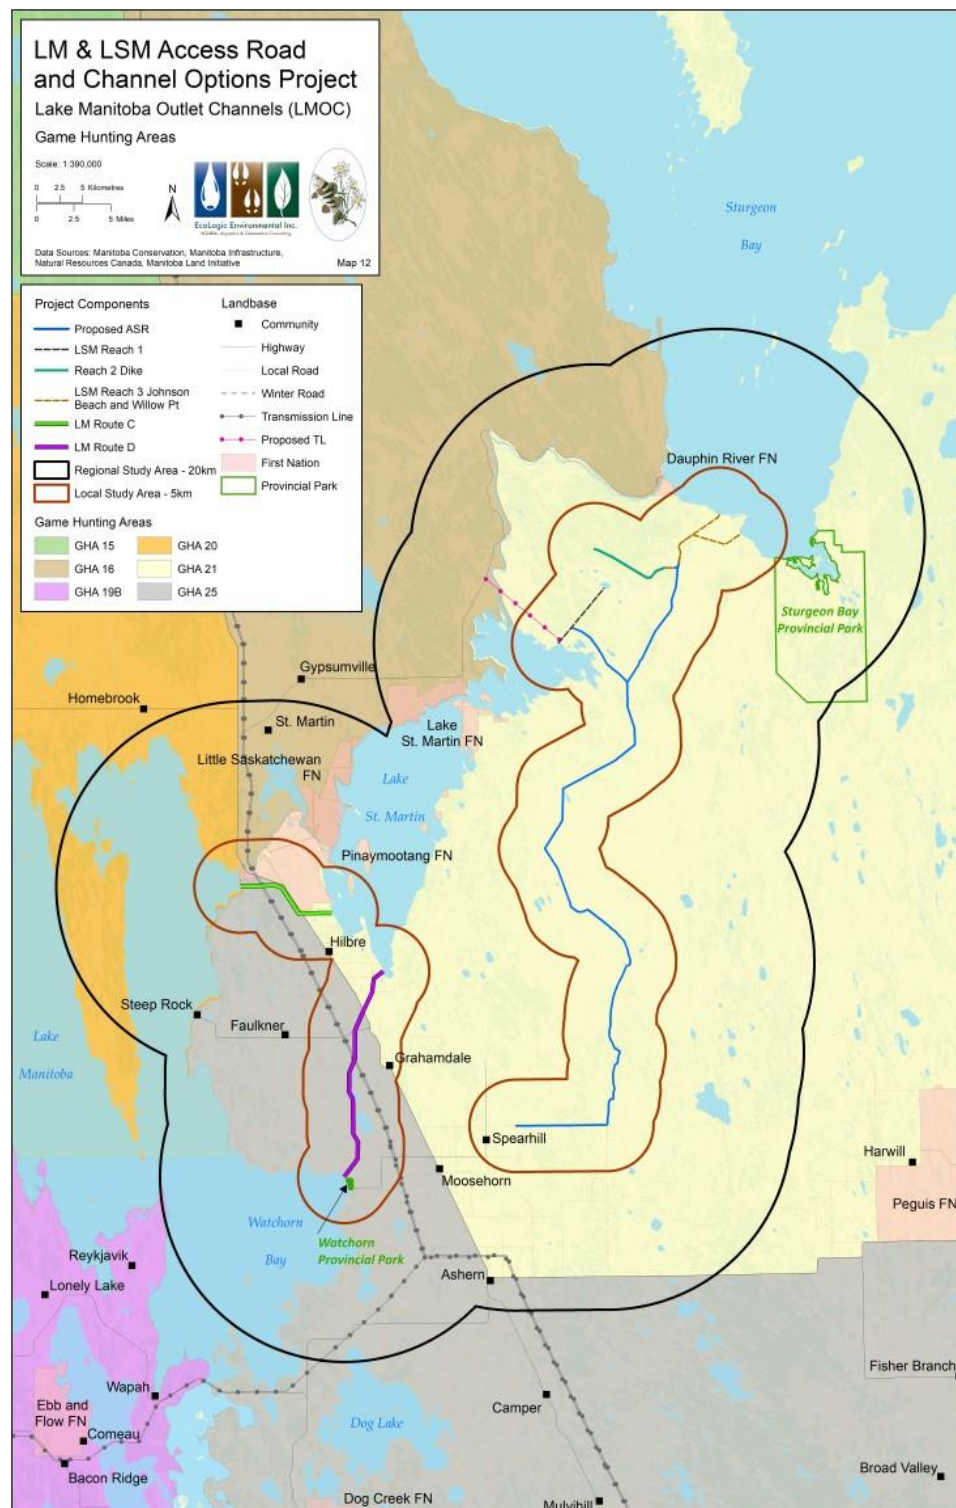 LM & LSM Access Road
and Channel Options Project
Lake Manitoba Outlet Channels (LMOC)
Game Hunting Areas
Scale: 1:390,000
0 2.5 5 Kilometres
0 2.5 5 Miles
N
EcoLogic Environmental Inc.
Data Sources: Manitoba Conservation, Manitoba Infrastructure,
Natural Resources Canada, Manitoba Land Initiative
Map 12
Project Components
Proposed ASR
LSM Reach 1
Reach 2 Dike
LSM Reach 3 Johnson
Beach and Willow Pt
LM Route C
LM Route D
Regional Study Area - 20km
Local Study Area - 5km
Landbase
Community
Highway
Local Road
Winter Road
Transmission Line
Proposed TL
First Nation
Provincial Park
Game Hunting Areas
GHA 15
GHA 20
GHA 16
GHA 21
GHA 19B
GHA 25
Sturgeon
Bay
Dauphin River FN
Sturgeon Bay
Provincial Park
Gypsumville
Homebrook
St. Martin
Lake
St. Martin FN
Little Saskatchewan
FN
Lake
St. Martin
Pinaymootang FN
Hilbre
Steep Rock
Faulkner
Lake
Manitoba
Grahamdale
Spearhill
Harwill
Moosehorn
Peguis FN
Watchorn
Bay
Watchorn
Provincial Park
Reykjavik
Ashern
Lonely Lake
Fisher Branch
Wapah
Ebb and
Flow FN
Camper
Dog Lake
Comeau
Bacon Ridge
Broad Valley
Dog Creek FN
Mulvihill